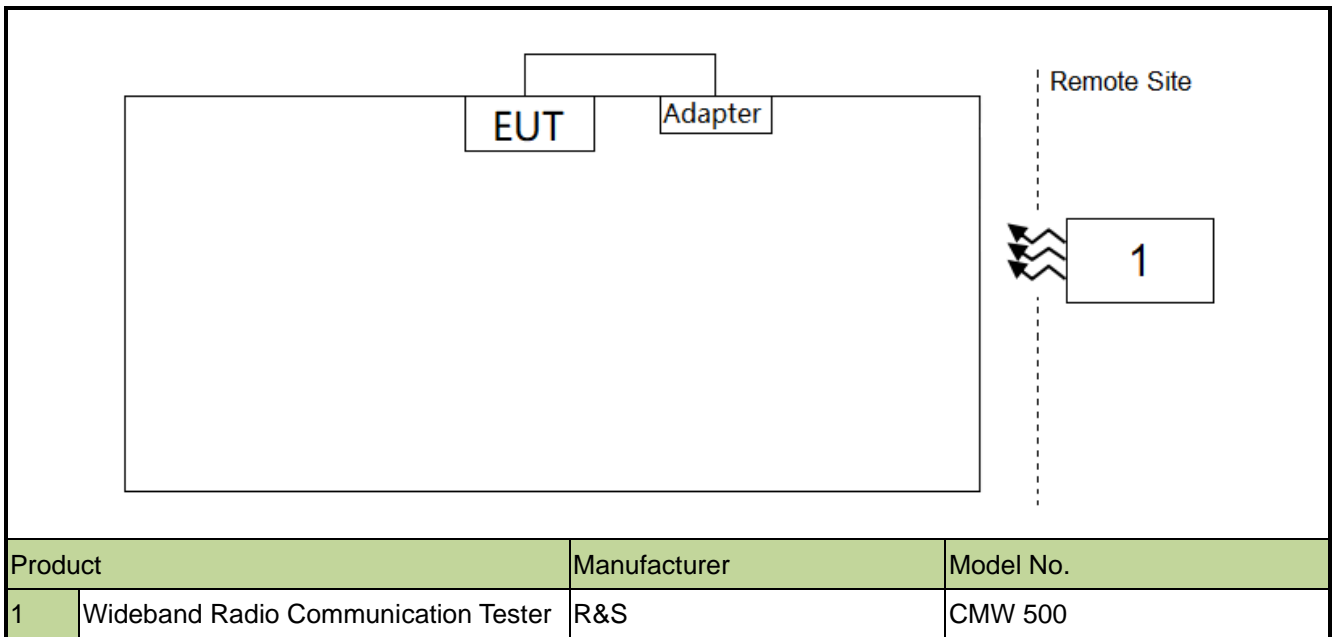 Remote Site
EUT
Adapter
1
Product Manufacturer Model No.
1 Wideband Radio Communication Tester R&S CMW 500